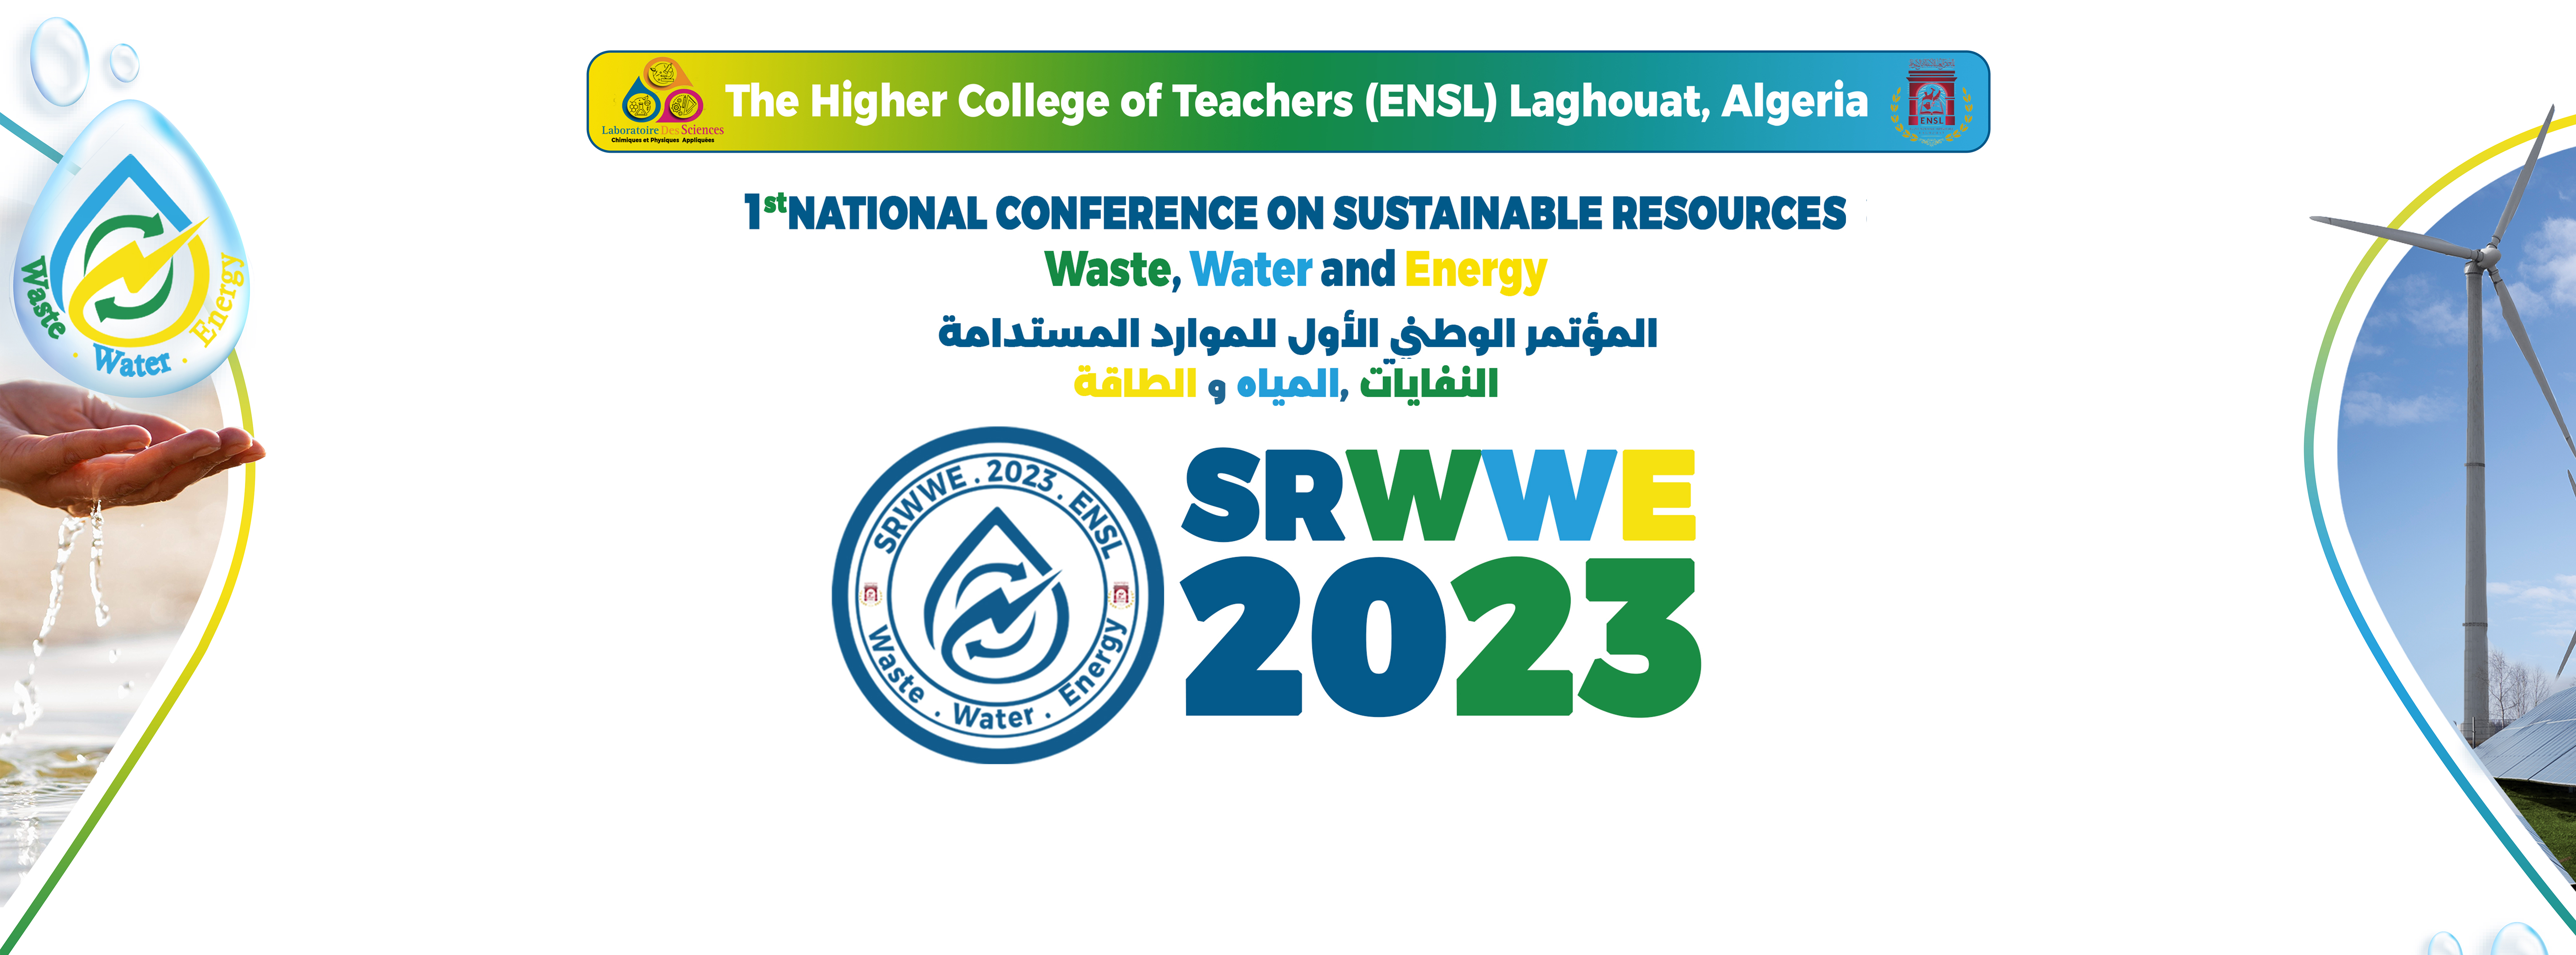 Laboratoire Des Sciences
Chimiques et Physiques Appliquées
The Higher College of Teachers (ENSL) Laghouat, Algeria
ENSL
1st NATIONAL CONFERENCE ON SUSTAINABLE RESOURCES
Waste, Water and Energy
المؤتمر الوطني الأول للموارد المستدامة
النفايات ,المياه و الطاقة
Waste . Water . Energy
SRWWE . 2023 . ENSL
Waste . Water . Energy
SRWWE
2023